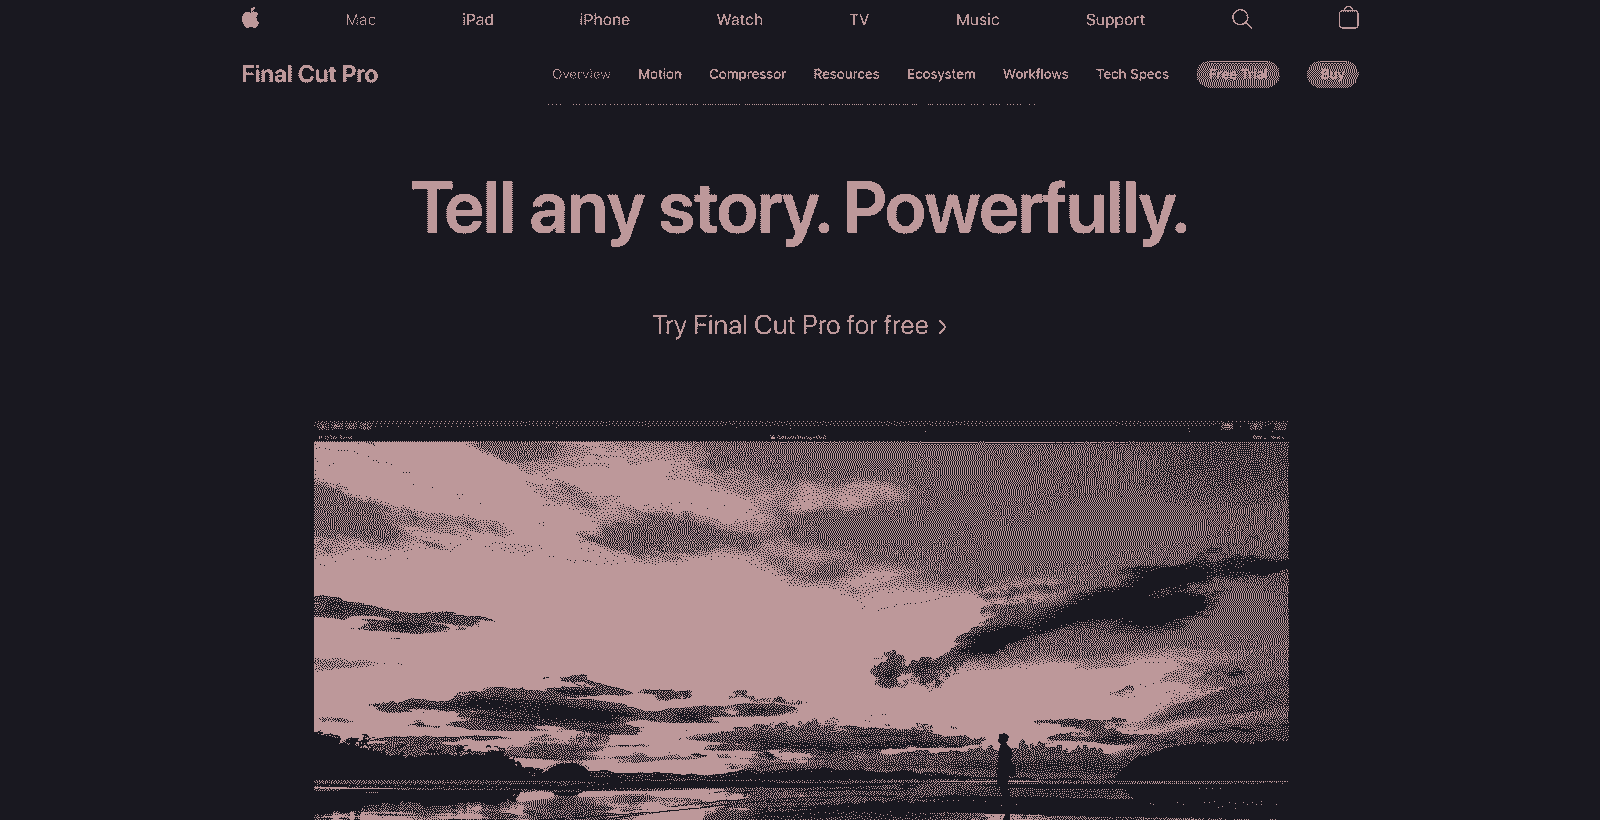 Mac iPad iPhone Watch TV Music Support
Final Cut Pro Overview Motion Compressor Resources Ecosystem Workflows Tech Specs Free Trial Buy
Tell any story. Powerfully.
Try Final Cut Pro for free ›